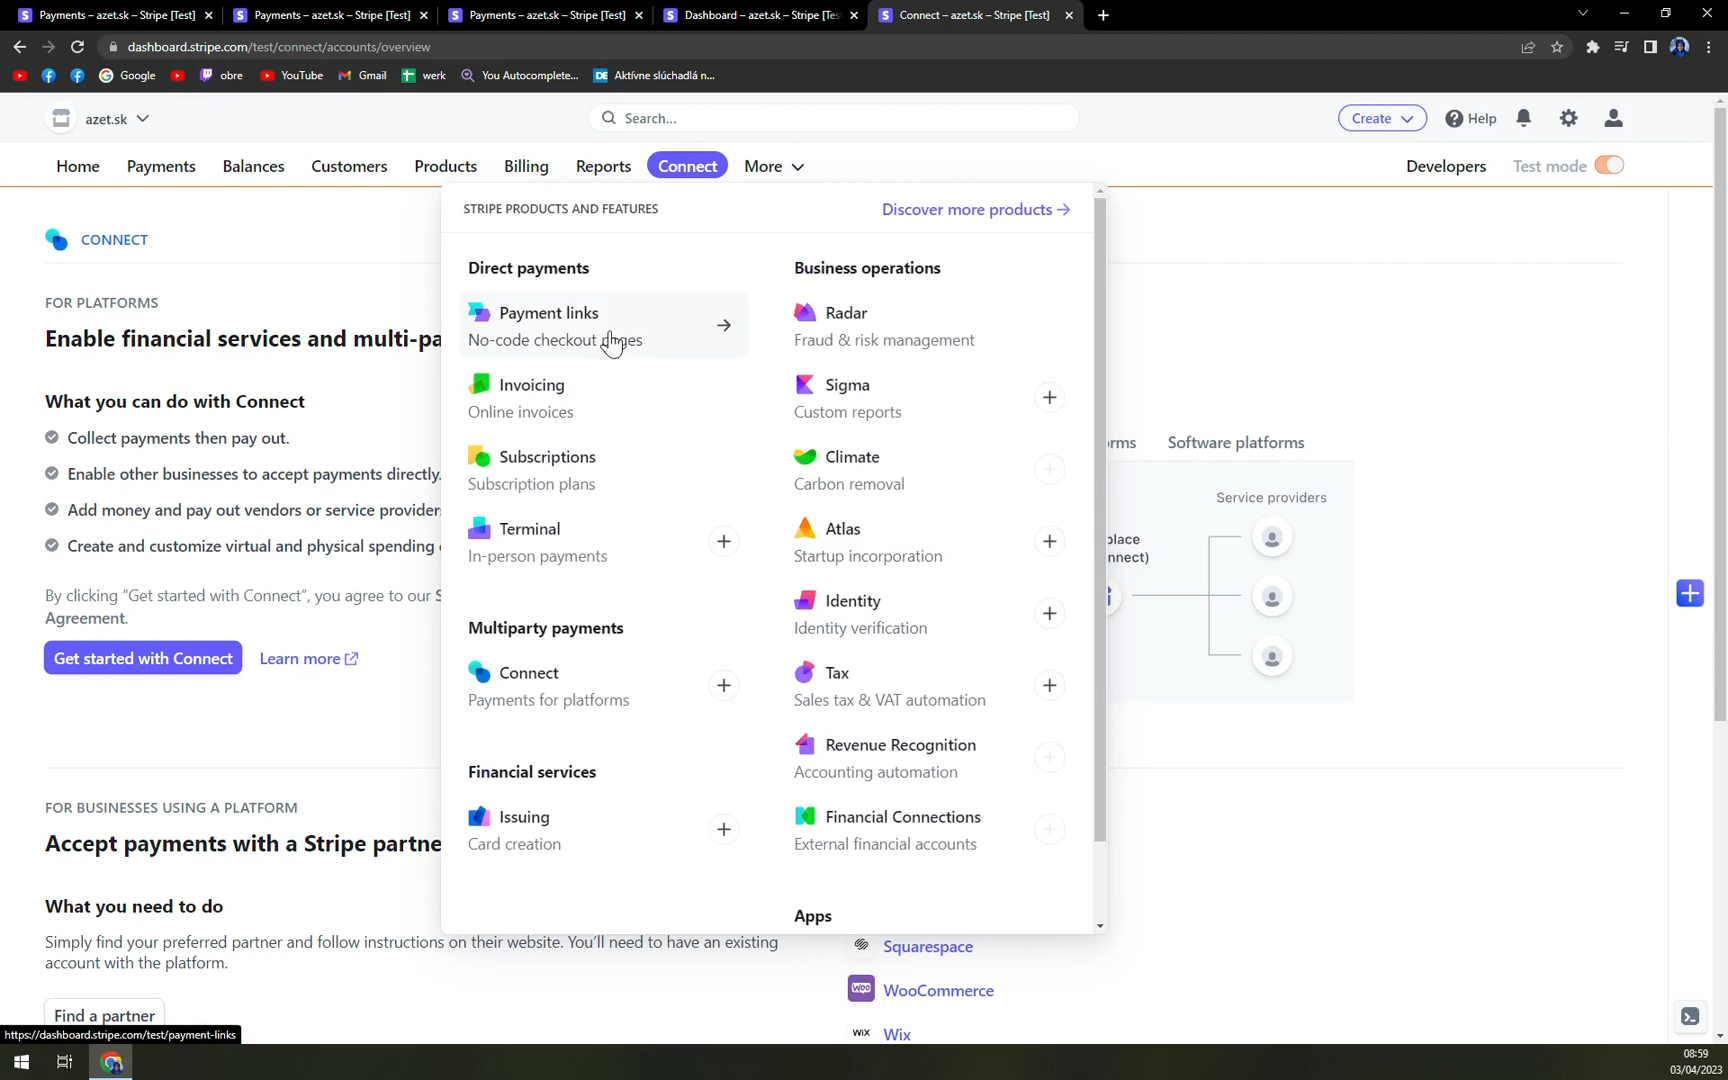 Payments – azet.sk – Stripe [Test]
Payments – azet.sk – Stripe [Test]
Payments – azet.sk – Stripe [Test]
Dashboard – azet.sk – Stripe [Tes
Connect – azet.sk – Stripe [Test]
dashboard.stripe.com/test/connect/accounts/overview
Google
obre
YouTube
Gmail
werk
You Autocomplete...
DE Aktívne slúchadlá n...
azet.sk
Search...
Create
Help
Home
Payments
Balances
Customers
Products
Billing
Reports
Connect
More
Developers
Test mode
STRIPE PRODUCTS AND FEATURES
Discover more products
CONNECT
FOR PLATFORMS
Enable financial services and multi-pa
What you can do with Connect
Collect payments then pay out.
Enable other businesses to accept payments directly.
Add money and pay out vendors or service provider
Create and customize virtual and physical spending
By clicking “Get started with Connect”, you agree to our S
Agreement.
Get started with Connect
Learn more
Direct payments
Payment links
No-code checkout
Invoicing
Online invoices
Subscriptions
Subscription plans
Terminal
In-person payments
Multiparty payments
Connect
Payments for platforms
Financial services
Issuing
Card creation
Business operations
Radar
Fraud & risk management
Sigma
Custom reports
Climate
Carbon removal
Atlas
Startup incorporation
Identity
Identity verification
Tax
Sales tax & VAT automation
Revenue Recognition
Accounting automation
Financial Connections
External financial accounts
Apps
rms
Software platforms
Service providers
place
nnect)
FOR BUSINESSES USING A PLATFORM
Accept payments with a Stripe partne
What you need to do
Simply find your preferred partner and follow instructions on their website. You’ll need to have an existing
account with the platform.
Find a partner
Squarespace
Woo WooCommerce
WIX Wix
https://dashboard.stripe.com/test/payment-links
08:59
03/04/2023